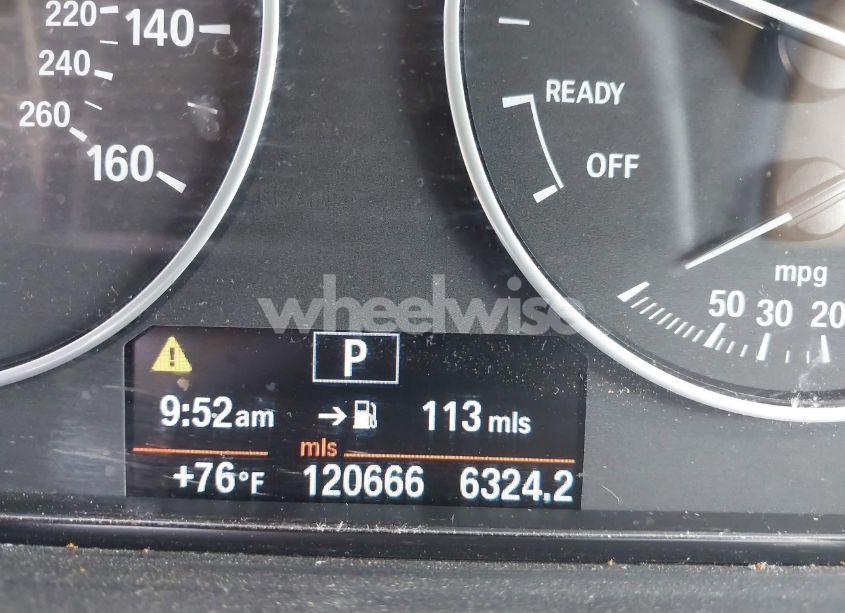 220
140
240
260
160
READY
OFF
mpg
50 30 20
wheelwise
P
9:52am 113 mls
mls
+76°F 120666 6324.2